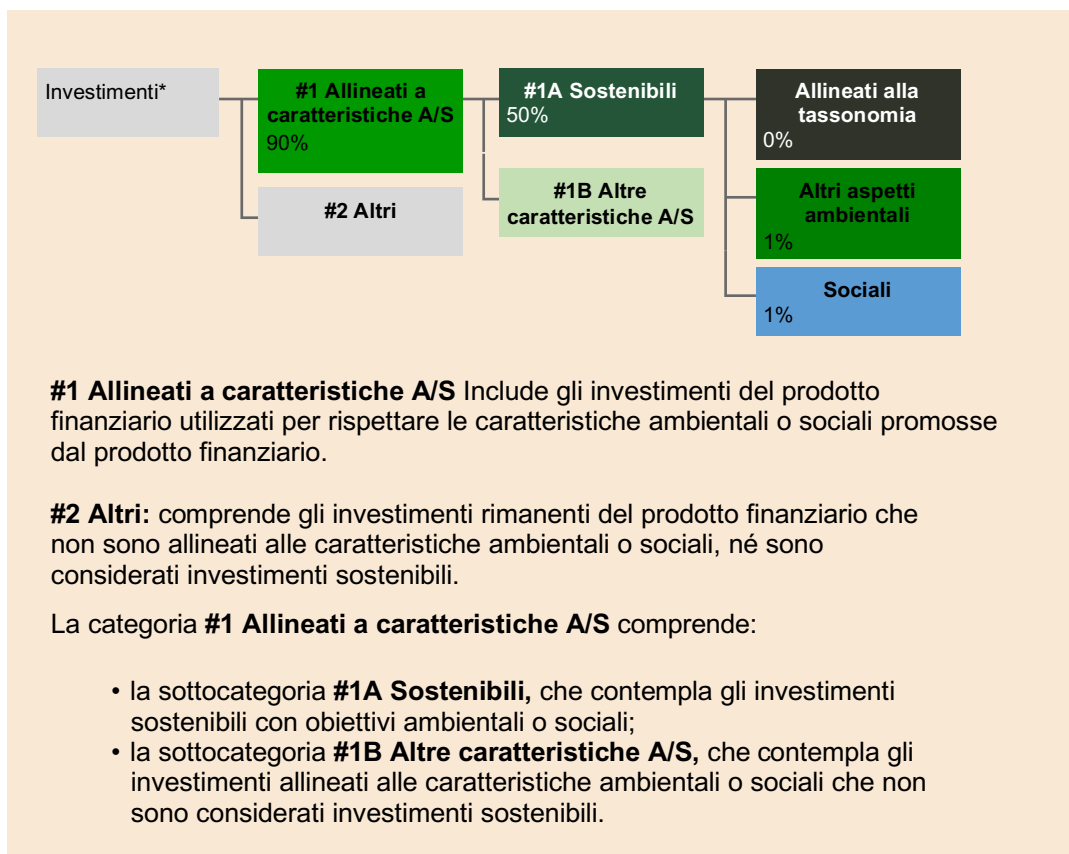 Investimenti*
#1 Allineati a
caratteristiche A/S
90%
#2 Altri
#1A Sostenibili
50%
#1B Altre
caratteristiche A/S
Allineati alla
tassonomia
0%
Altri aspetti
ambientali
1%
Sociali
1%
#1 Allineati a caratteristiche A/S Include gli investimenti del prodotto
finanziario utilizzati per rispettare le caratteristiche ambientali o sociali promosse
dal prodotto finanziario.
#2 Altri: comprende gli investimenti rimanenti del prodotto finanziario che
non sono allineati alle caratteristiche ambientali o sociali, né sono
considerati investimenti sostenibili.
La categoria #1 Allineati a caratteristiche A/S comprende:
• la sottocategoria #1A Sostenibili, che contempla gli investimenti
sostenibili con obiettivi ambientali o sociali;
• la sottocategoria #1B Altre caratteristiche A/S, che contempla gli
investimenti allineati alle caratteristiche ambientali o sociali che non
sono considerati investimenti sostenibili.